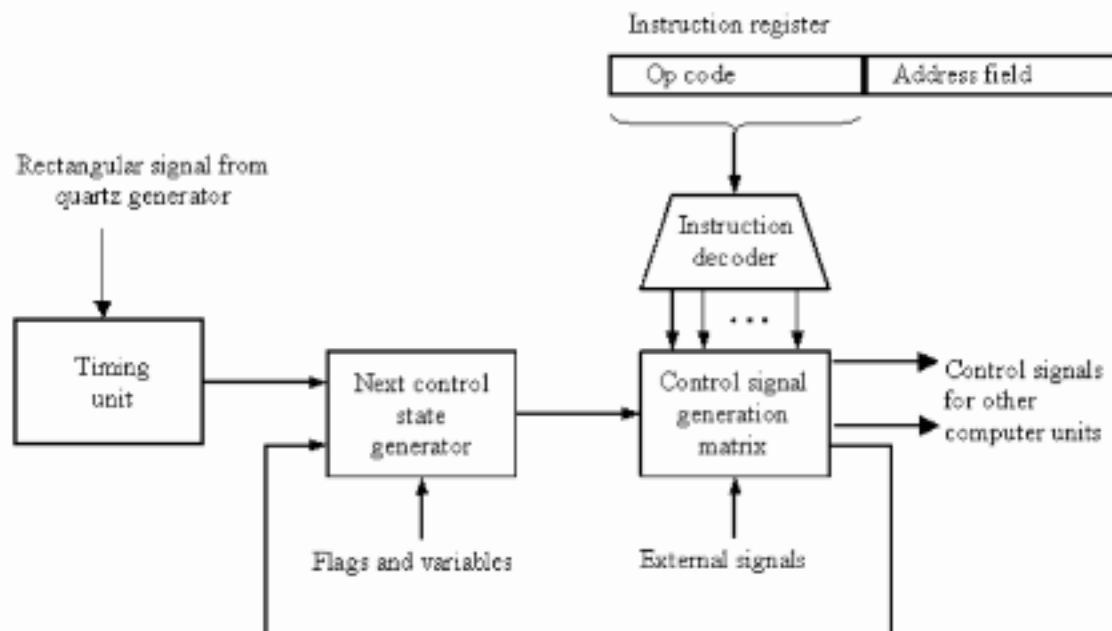 Instruction register
Op code
Address field
Rectangular signal from
quartz generator
Instruction
decoder
...
Timing
unit
Next control
state
generator
Control signal
generation
matrix
Control signals
for other
computer units
Flags and variables
External signals